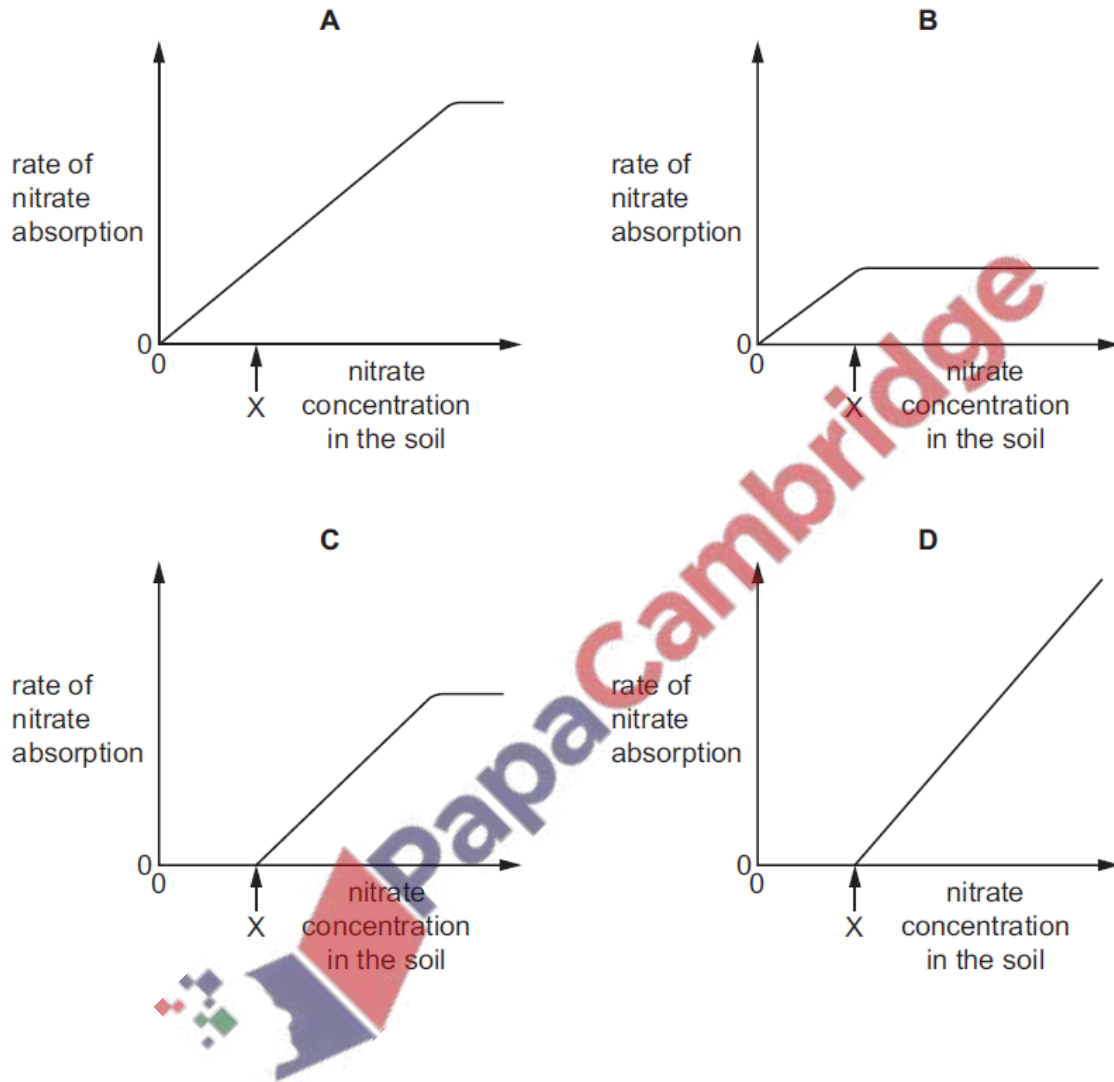 A
rate of
nitrate
absorption
0
0
X
nitrate
concentration
in the soil
B
rate of
nitrate
absorption
0
0
X
nitrate
concentration
in the soil
C
rate of
nitrate
absorption
0
0
X
nitrate
concentration
in the soil
D
rate of
nitrate
absorption
0
0
X
nitrate
concentration
in the soil
PapaCambridge